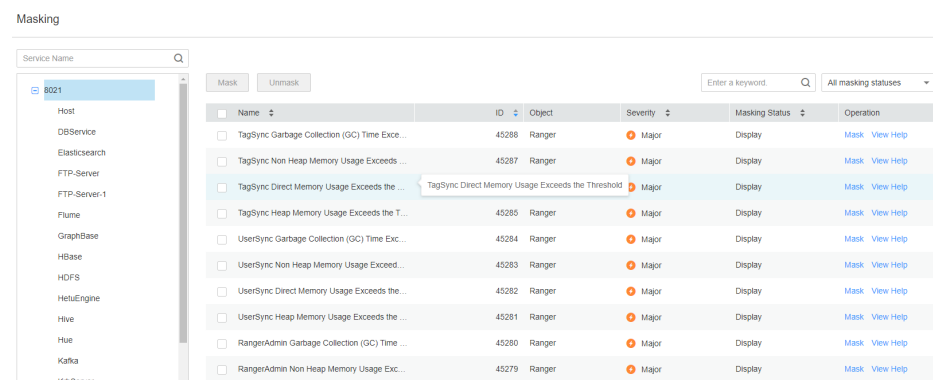 Masking
Service Name
Mask Unmask Enter a keyword. All masking statuses
8021
Host
DBService
Elasticsearch
FTP-Server
FTP-Server-1
Flume
GraphBase
HBase
HDFS
HetuEngine
Hive
Hue
Kafka
Name ID Object Severity Masking Status Operation
TagSync Garbage Collection (GC) Time Exce... 45288 Ranger Major Display Mask View Help
TagSync Non Heap Memory Usage Exceeds ... 45287 Ranger Major Display Mask View Help
TagSync Direct Memory Usage Exceeds the ... TagSync Direct Memory Usage Exceeds the Threshold Major Display Mask View Help
TagSync Heap Memory Usage Exceeds the T... 45285 Ranger Major Display Mask View Help
UserSync Garbage Collection (GC) Time Exc... 45284 Ranger Major Display Mask View Help
UserSync Non Heap Memory Usage Exceed... 45283 Ranger Major Display Mask View Help
UserSync Direct Memory Usage Exceeds the... 45282 Ranger Major Display Mask View Help
UserSync Heap Memory Usage Exceeds the ... 45281 Ranger Major Display Mask View Help
RangerAdmin Garbage Collection (GC) Time ... 45280 Ranger Major Display Mask View Help
RangerAdmin Non Heap Memory Usage Exc... 45279 Ranger Major Display Mask View Help